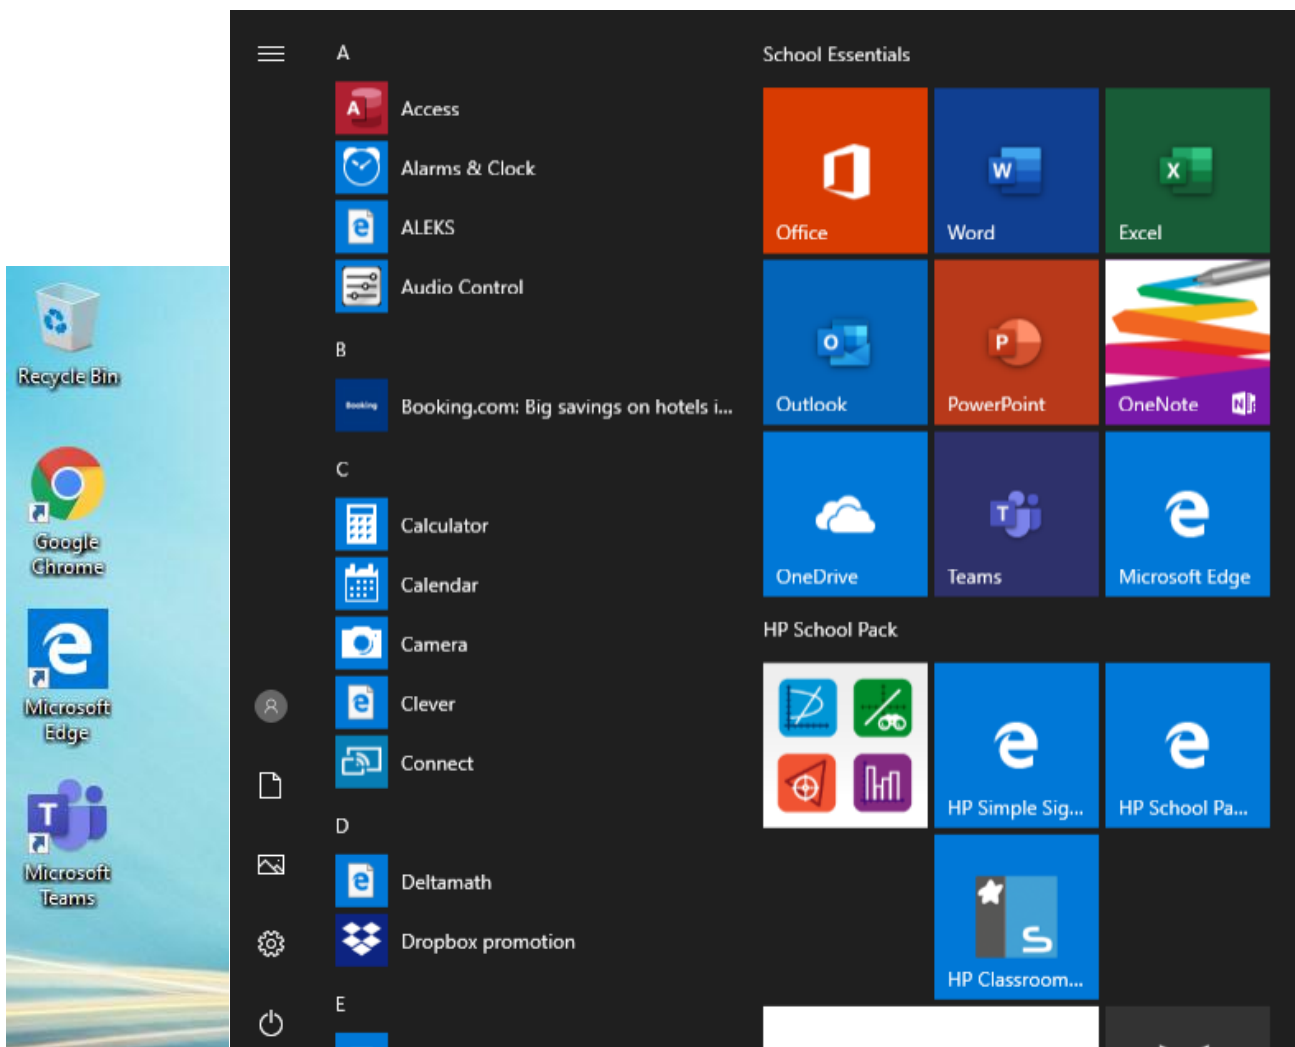 Recycle Bin
Google
Chrome
Microsoft
Edge
T
Microsoft
Teams
A
A
Access
Alarms & Clock
ALEKS
Audio Control
B
Booking
Booking.com: Big savings on hotels i...
C
Calculator
Calendar
Camera
Clever
Connect
D
Deltamath
Dropbox promotion
E
School Essentials
Office
W
Word
X
Excel
O
Outlook
P
PowerPoint
OneNote
N
OneDrive
T
Teams
Microsoft Edge
HP School Pack
HP Simple Sig...
HP School Pa...
S
HP Classroom...